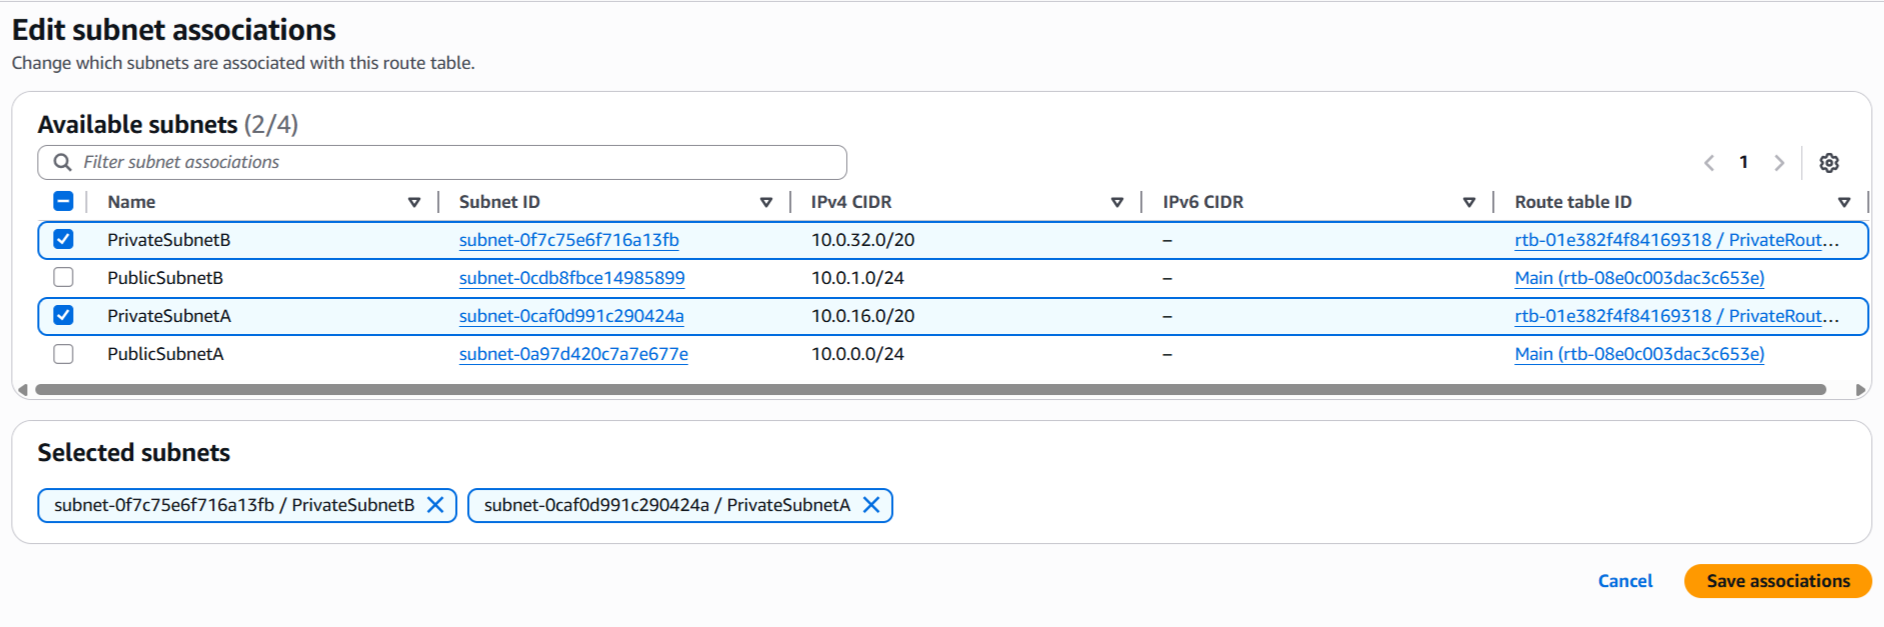 Edit subnet associations
Change which subnets are associated with this route table.
Available subnets (2/4)
Filter subnet associations
1
Name Subnet ID IPv4 CIDR IPv6 CIDR Route table ID
PrivateSubnetB subnet-0f7c75e6f716a13fb 10.0.32.0/20 – rtb-01e382f4f84169318 / PrivateRout...
PublicSubnetB subnet-0cdb8fbce14985899 10.0.1.0/24 – Main (rtb-08e0c003dac3c653e)
PrivateSubnetA subnet-0caf0d991c290424a 10.0.16.0/20 – rtb-01e382f4f84169318 / PrivateRout...
PublicSubnetA subnet-0a97d420c7a7e677e 10.0.0.0/24 – Main (rtb-08e0c003dac3c653e)
Selected subnets
subnet-0f7c75e6f716a13fb / PrivateSubnetB subnet-0caf0d991c290424a / PrivateSubnetA
Cancel Save associations